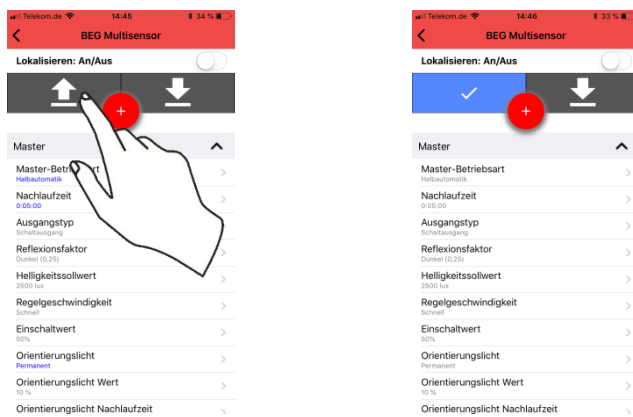 Telekom.de 14:45 34 %
BEG Multisensor
Lokalisieren: An/Aus
+
Master
Master-Betr rt
Halbautomatik
Nachlaufzeit
0:05:00
Ausgangstyp
Schaltausgang
Reflexionsfaktor
Dunkel (0,25)
Helligkeitssollwert
2500 lux
Regelgeschwindigkeit
Schnell
Einschaltwert
50%
Orientierungslicht
Permanent
Orientierungslicht Wert
10 %
Orientierungslicht Nachlaufzeit
Telekom.de 14:46 33 %
BEG Multisensor
Lokalisieren: An/Aus
+
Master
Master-Betriebsart
Halbautomatik
Nachlaufzeit
0:05:00
Ausgangstyp
Schaltausgang
Reflexionsfaktor
Dunkel (0,25)
Helligkeitssollwert
2500 lux
Regelgeschwindigkeit
Schnell
Einschaltwert
50%
Orientierungslicht
Permanent
Orientierungslicht Wert
10 %
Orientierungslicht Nachlaufzeit